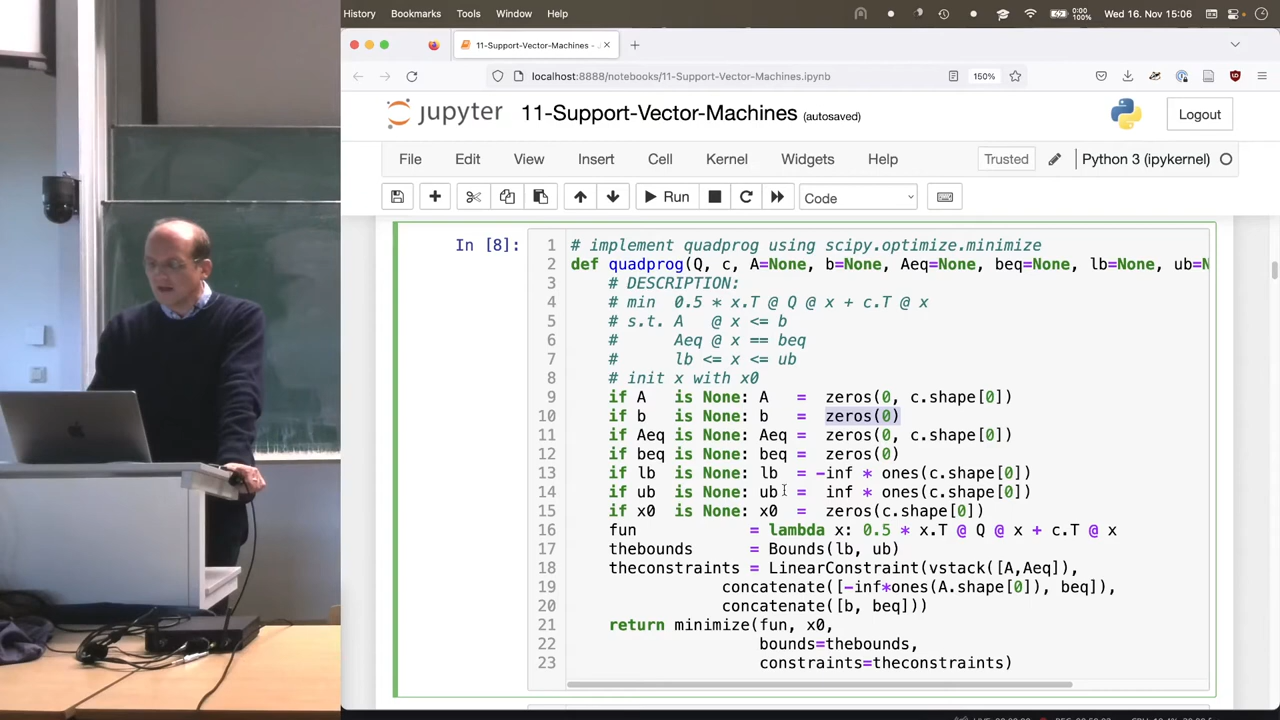 History Bookmarks Tools Window Help 0:00 100% Wed 16. Nov 15:06
11-Support-Vector-Machines -
localhost:8888/notebooks/11-Support-Vector-Machines.ipynb 150%
jupyter 11-Support-Vector-Machines (autosaved) Logout
File Edit View Insert Cell Kernel Widgets Help Trusted Python 3 (ipykernel)
Run Code
In [8]:
1 # implement quadprog using scipy.optimize.minimize
2 def quadprog(Q, c, A=None, b=None, Aeq=None, beq=None, lb=None, ub=N
3 # DESCRIPTION:
4 # min 0.5 * x.T @ Q @ x + c.T @ x
5 # s.t. A @ x <= b
6 # Aeq @ x == beq
7 # lb <= x <= ub
8 # init x with x0
9 if A is None: A = zeros(0, c.shape[0])
10 if b is None: b = zeros(0)
11 if Aeq is None: Aeq = zeros(0, c.shape[0])
12 if beq is None: beq = zeros(0)
13 if lb is None: lb = -inf * ones(c.shape[0])
14 if ub is None: ub = inf * ones(c.shape[0])
15 if x0 is None: x0 = zeros(c.shape[0])
16 fun = lambda x: 0.5 * x.T @ Q @ x + c.T @ x
17 thebounds = Bounds(lb, ub)
18 theconstraints = LinearConstraint(vstack([A,Aeq]),
19 concatenate([-inf*ones(A.shape[0]), beq]),
20 concatenate([b, beq]))
21 return minimize(fun, x0,
22 bounds=thebounds,
23 constraints=theconstraints)